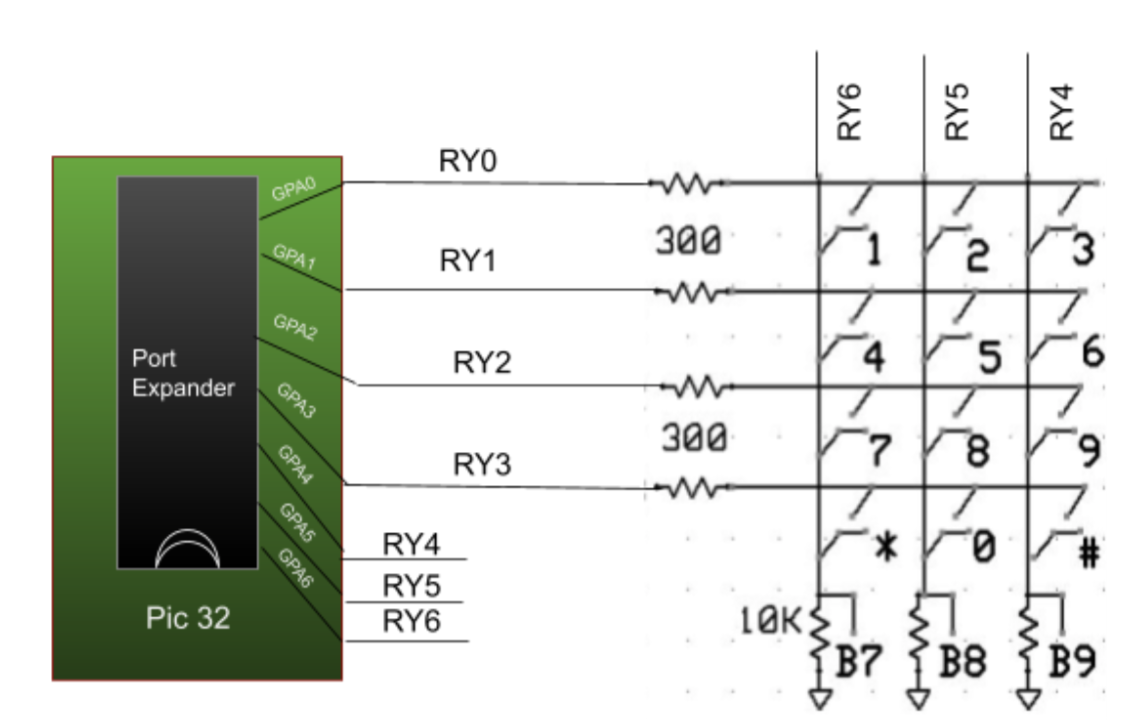 RY6
RY5
RY4
RY0
GPA0
300
1
2
3
GPA1
RY1
GPA2
4
5
6
Port
Expander
RY2
GPA3
300
7
8
9
RY3
GPA4
GPA5
*
0
#
RY4
GPA6
RY5
Pic 32
RY6
10K
B7
B8
B9